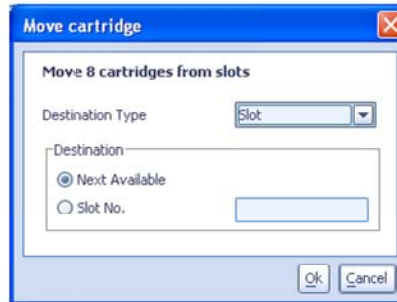 Move cartridge
Move 8 cartridges from slots
Destination Type Slot
Destination
Next Available
Slot No.
Ok Cancel